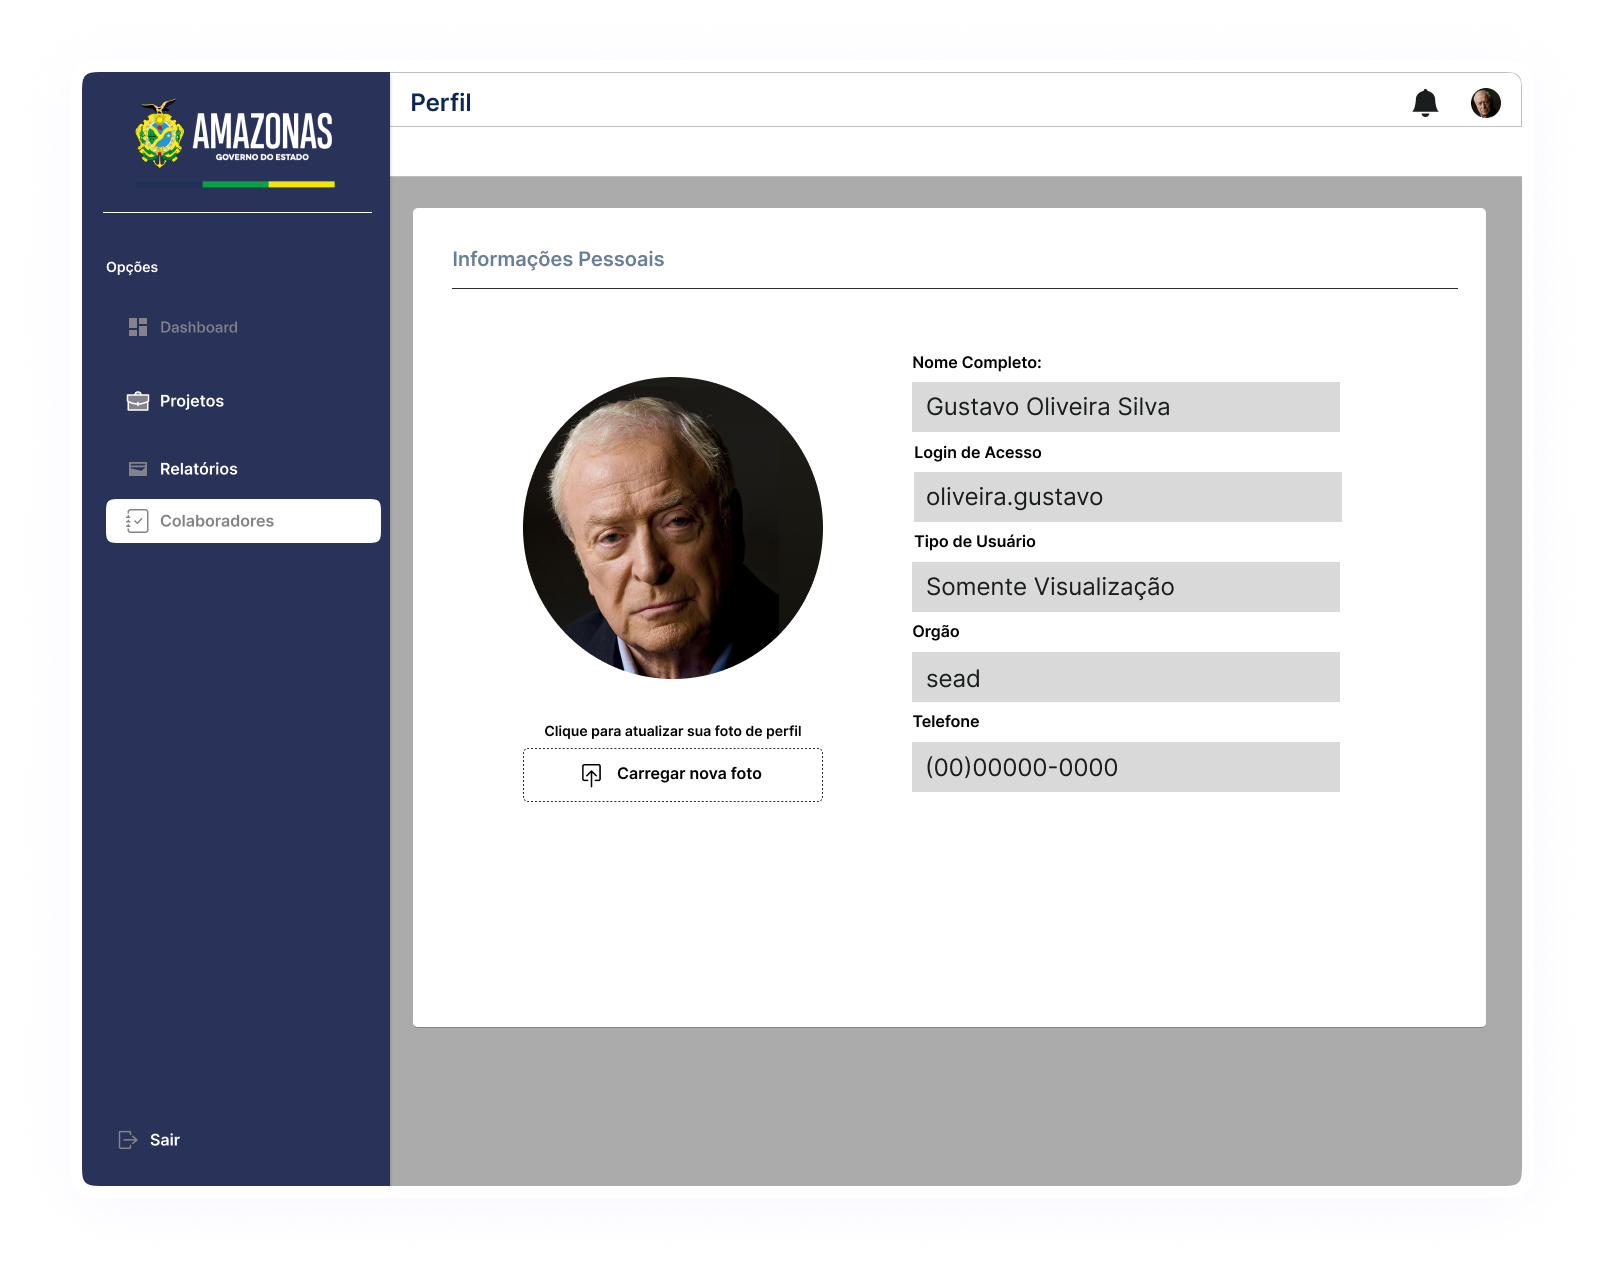 AMAZONAS
GOVERNO DO ESTADO
Opções
Dashboard
Projetos
Relatórios
Colaboradores
Sair
Perfil
Informações Pessoais
Clique para atualizar sua foto de perfil
Carregar nova foto
Nome Completo:
Gustavo Oliveira Silva
Login de Acesso
oliveira.gustavo
Tipo de Usuário
Somente Visualização
Orgão
sead
Telefone
(00)00000-0000